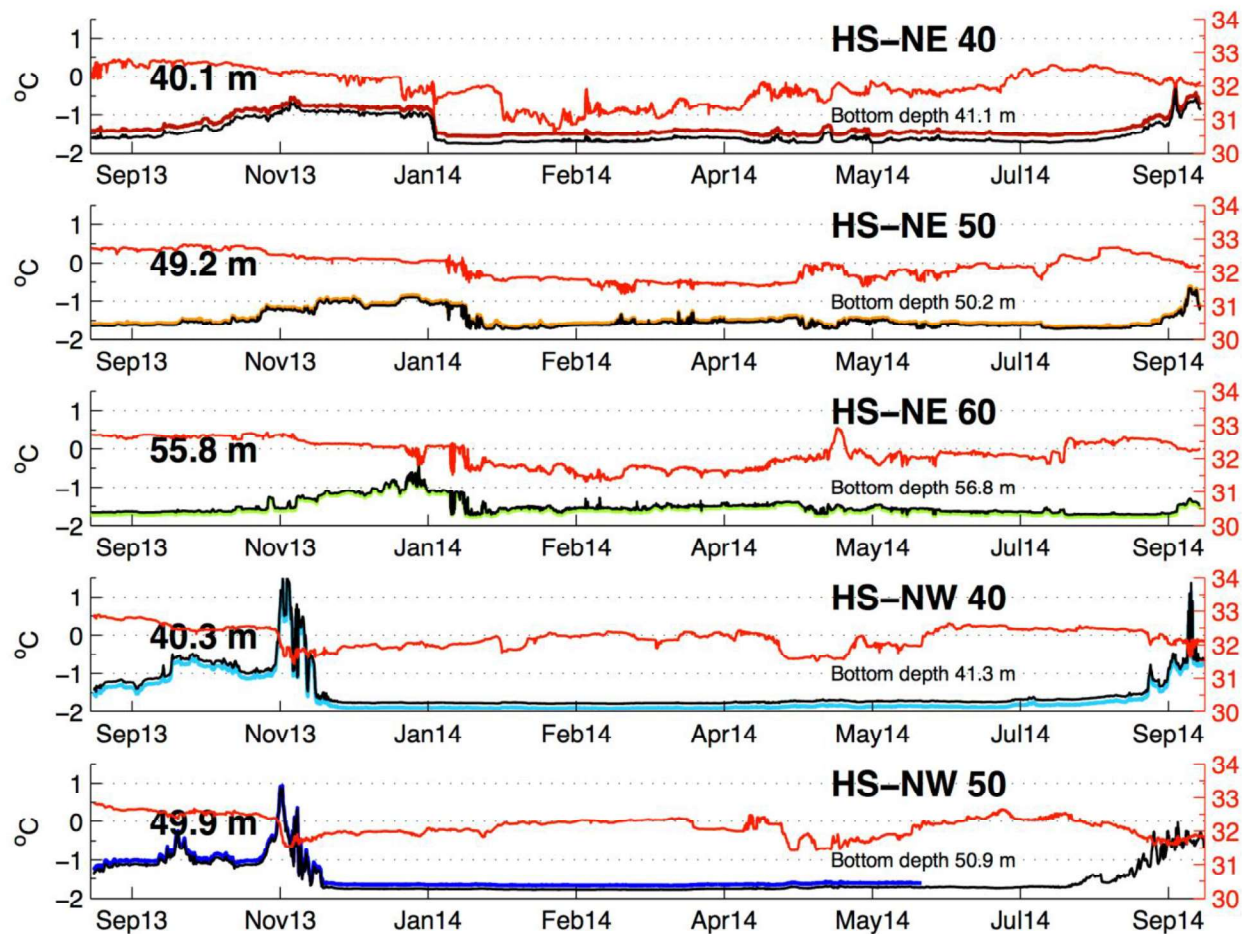 HS–NE 40
40.1 m
Bottom depth 41.1 m
°C
1
0
−1
−2
34
33
32
31
30
Sep13 Nov13 Jan14 Feb14 Apr14 May14 Jul14 Sep14
HS–NE 50
49.2 m
Bottom depth 50.2 m
°C
1
0
−1
−2
34
33
32
31
30
Sep13 Nov13 Jan14 Feb14 Apr14 May14 Jul14 Sep14
HS–NE 60
55.8 m
Bottom depth 56.8 m
°C
1
0
−1
−2
34
33
32
31
30
Sep13 Nov13 Jan14 Feb14 Apr14 May14 Jul14 Sep14
HS–NW 40
40.3 m
Bottom depth 41.3 m
°C
1
0
−1
−2
34
33
32
31
30
Sep13 Nov13 Jan14 Feb14 Apr14 May14 Jul14 Sep14
HS–NW 50
49.9 m
Bottom depth 50.9 m
°C
1
0
−1
−2
34
33
32
31
30
Sep13 Nov13 Jan14 Feb14 Apr14 May14 Jul14 Sep14